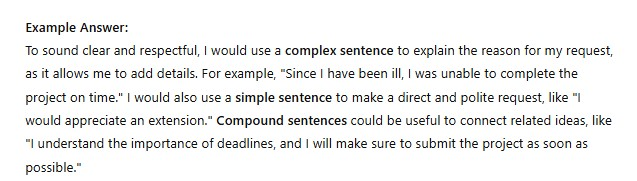 Example Answer:
To sound clear and respectful, I would use a complex sentence to explain the reason for my request,
as it allows me to add details. For example, "Since I have been ill, I was unable to complete the
project on time." I would also use a simple sentence to make a direct and polite request, like "I
would appreciate an extension." Compound sentences could be useful to connect related ideas, like
"I understand the importance of deadlines, and I will make sure to submit the project as soon as
possible."